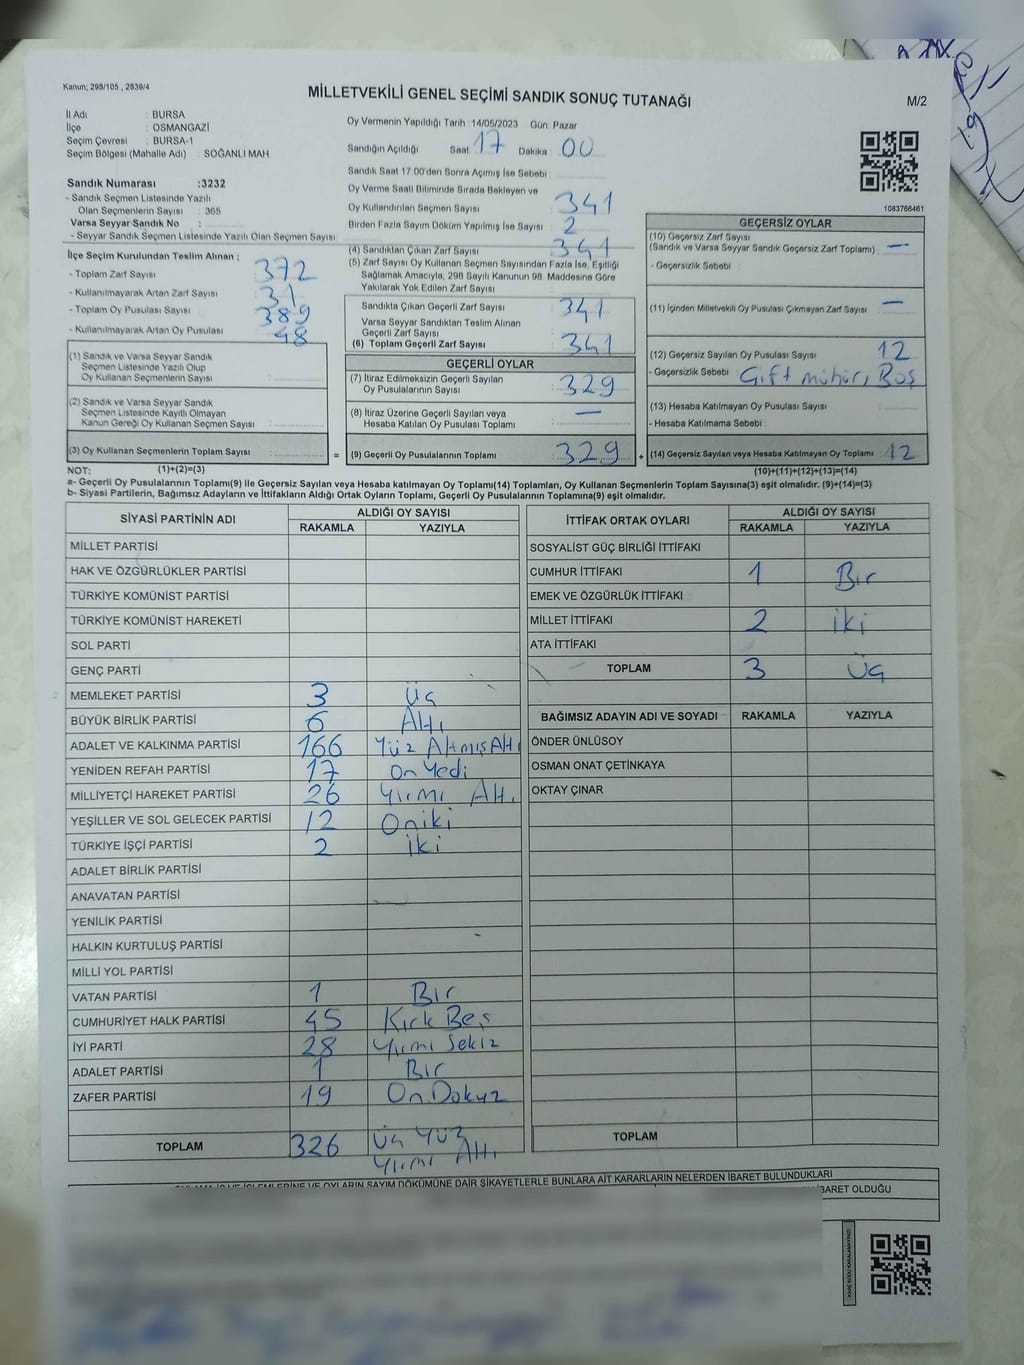 Kanun; 298/105 , 2839/4
MİLLETVEKİLİ GENEL SEÇİMİ SANDIK SONUÇ TUTANAĞI
M/2
İl Adı : BURSA
İlçe : OSMANGAZİ
Seçim Çevresi : BURSA-1
Seçim Bölgesi (Mahalle Adı) : SOĞANLI MAH
Sandık Numarası :3232
- Sandık Seçmen Listesinde Yazılı
Olan Seçmenlerin Sayısı : 365
Varsa Seyyar Sandık No :
- Seyyar Sandık Seçmen Listesinde Yazılı Olan Seçmen Sayısı
İlçe Seçim Kurulundan Teslim Alınan ;
- Toplam Zarf Sayısı 372
- Kullanılmayarak Artan Zarf Sayısı 31
- Toplam Oy Pusulası Sayısı 389
- Kullanılmayarak Artan Oy Pusulası 48
(1) Sandık ve Varsa Seyyar Sandık
Seçmen Listesinde Yazılı Olup
Oy Kullanan Seçmenlerin Sayısı :
(2) Sandık ve Varsa Seyyar Sandık
Seçmen Listesinde Kayıtlı Olmayan
Kanun Gereği Oy Kullanan Seçmen Sayısı :
(3) Oy Kullanan Seçmenlerin Toplam Sayısı :
Oy Vermenin Yapıldığı Tarih :14/05/2023 Gün: Pazar
Sandığın Açıldığı Saat 17 Dakika : 00
Sandık Saat 17:00'den Sonra Açımış İse Sebebi :
Oy Verme Saati Bitiminde Sırada Bekleyen ve
Oy Kullandırılan Seçmen Sayısı 341
Birden Fazla Sayım Döküm Yapılmış İse Sayısı : 2
(4) Sandıktan Çıkan Zarf Sayısı 341
(5) Zarf Sayısı Oy Kullanan Seçmen Sayısından Fazla İse, Eşitliği
Sağlamak Amacıyla, 298 Sayılı Kanunun 98. Maddesine Göre
Yakılarak Yok Edilen Zarf Sayısı :
Sandıkta Çıkan Geçerli Zarf Sayısı 341
Varsa Seyyar Sandıktan Teslim Alınan
Geçerli Zarf Sayısı
(6) Toplam Geçerli Zarf Sayısı : 341
GEÇERLİ OYLAR
(7) İtiraz Edilmeksizin Geçerli Sayılan
Oy Pusulalarının Sayısı : 329
(8) İtiraz Üzerine Geçerli Sayılan veya
Hesaba Katılan Oy Pusulası Toplamı : —
= (9) Geçerli Oy Pusulalarının Toplamı : 329 +
1083766461
GEÇERSİZ OYLAR
(10) Geçersiz Zarf Sayısı
(Sandık ve Varsa Seyyar Sandık Geçersiz Zarf Toplamı) : —
- Geçersizlik Sebebi :
(11) İçinden Milletvekili Oy Pusulası Çıkmayan Zarf Sayısı : —
(12) Geçersiz Sayılan Oy Pusulası Sayısı 12
- Geçersizlik Sebebi : Çift mühür, Boş
(13) Hesaba Katılmayan Oy Pusulası Sayısı :
- Hesaba Katılmama Sebebi :
(14) Geçersiz Sayılan veya Hesaba Katılmayan Oy Toplamı : 12
NOT: (1)+(2)=(3)
(10)+(11)+(12)+(13)=(14)
a- Geçerli Oy Pusulalarının Toplamı(9) ile Geçersiz Sayılan veya Hesaba katılmayan Oy Toplamı(14) Toplamları, Oy Kullanan Seçmenlerin Toplam Sayısına(3) eşit olmalıdır. (9)+(14)=(3)
b- Siyasi Partilerin, Bağımsız Adayların ve İttifakların Aldığı Ortak Oyların Toplamı, Geçerli Oy Pusulalarının Toplamına(9) eşit olmalıdır.
SİYASİ PARTİNİN ADI ALDIĞI OY SAYISI
RAKAMLA YAZIYLA
MİLLET PARTİSİ
HAK VE ÖZGÜRLÜKLER PARTİSİ
TÜRKİYE KOMÜNİST PARTİSİ
TÜRKİYE KOMÜNİST HAREKETİ
SOL PARTİ
GENÇ PARTİ
MEMLEKET PARTİSİ 3 Üç
BÜYÜK BİRLİK PARTİSİ 6 Altı
ADALET VE KALKINMA PARTİSİ 166 Yüz AltmışAltı
YENİDEN REFAH PARTİSİ 17 On Yedi
MİLLİYETÇİ HAREKET PARTİSİ 26 Yirmi Altı
YEŞİLLER VE SOL GELECEK PARTİSİ 12 Oniki
TÜRKİYE İŞÇİ PARTİSİ 2 İki
ADALET BİRLİK PARTİSİ
ANAVATAN PARTİSİ
YENİLİK PARTİSİ
HALKIN KURTULUŞ PARTİSİ
MİLLİ YOL PARTİSİ
VATAN PARTİSİ 1 Bir
CUMHURİYET HALK PARTİSİ 45 Kırk Beş
İYİ PARTİ 28 Yirmi Sekiz
ADALET PARTİSİ 1 Bir
ZAFER PARTİSİ 19 On Dokuz
TOPLAM 326 Üç Yüz
Yirmi Altı
İTTİFAK ORTAK OYLARI ALDIĞI OY SAYISI
RAKAMLA YAZIYLA
SOSYALİST GÜÇ BİRLİĞİ İTTİFAKI
CUMHUR İTTİFAKI 1 Bir
EMEK VE ÖZGÜRLÜK İTTİFAKI
MİLLET İTTİFAKI 2 İki
ATA İTTİFAKI
TOPLAM 3 Üç
BAĞIMSIZ ADAYIN ADI VE SOYADI RAKAMLA YAZIYLA
ÖNDER ÜNLÜSOY
OSMAN ONAT ÇETİNKAYA
OKTAY ÇINAR
TOPLAM
İŞLEMLERİNE VE OYLARIN SAYIM DÖKÜMÜNE DAİR ŞİKAYETLERLE BUNLARA AİT KARARLARIN NELERDEN İBARET BULUNDUKLARI
İBARET OLDUĞU
KARE KODU KARALAMAYINIZ!